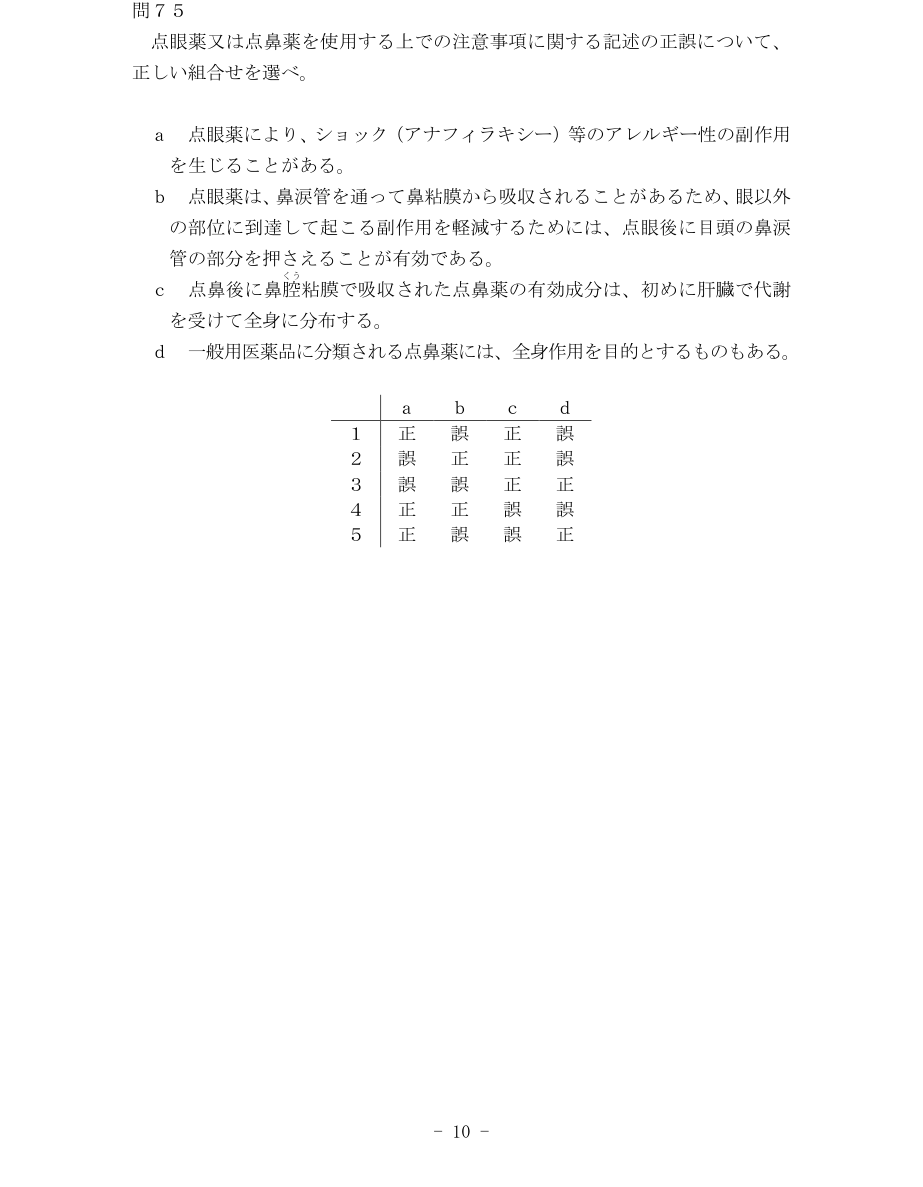 問７５
点眼薬又は点鼻薬を使用する上での注意事項に関する記述の正誤について、
正しい組合せを選べ。
ａ　点眼薬により、ショック（アナフィラキシー）等のアレルギー性の副作用
を生じることがある。
ｂ　点眼薬は、鼻涙管を通って鼻粘膜から吸収されることがあるため、眼以外
の部位に到達して起こる副作用を軽減するためには、点眼後に目頭の鼻涙
管の部分を押さえることが有効である。
くう
ｃ　点鼻後に鼻腔粘膜で吸収された点鼻薬の有効成分は、初めに肝臓で代謝
を受けて全身に分布する。
ｄ　一般用医薬品に分類される点鼻薬には、全身作用を目的とするものもある。
ａ　ｂ　ｃ　ｄ
１　正　誤　正　誤
２　誤　正　正　誤
３　誤　誤　正　正
４　正　正　誤　誤
５　正　誤　誤　正
- 10 -